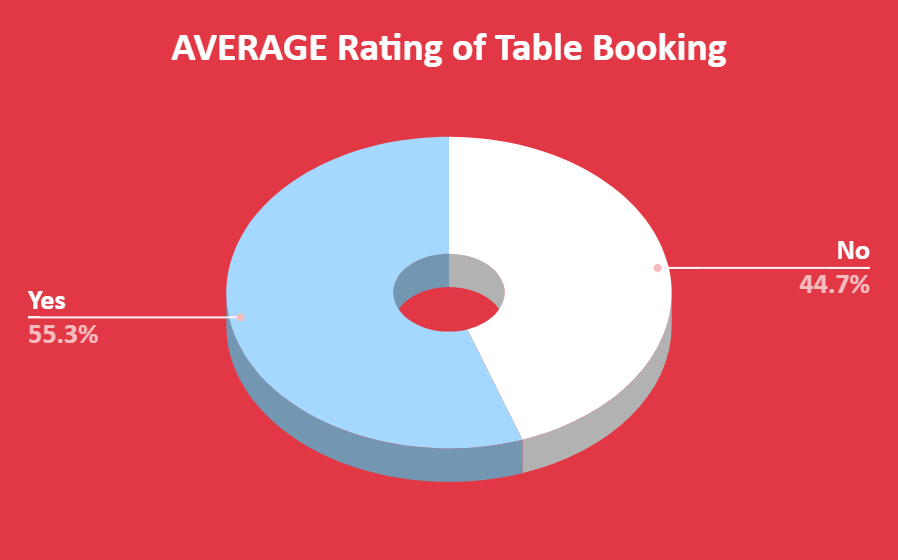 AVERAGE Rating of Table Booking
No
44.7%
Yes
55.3%